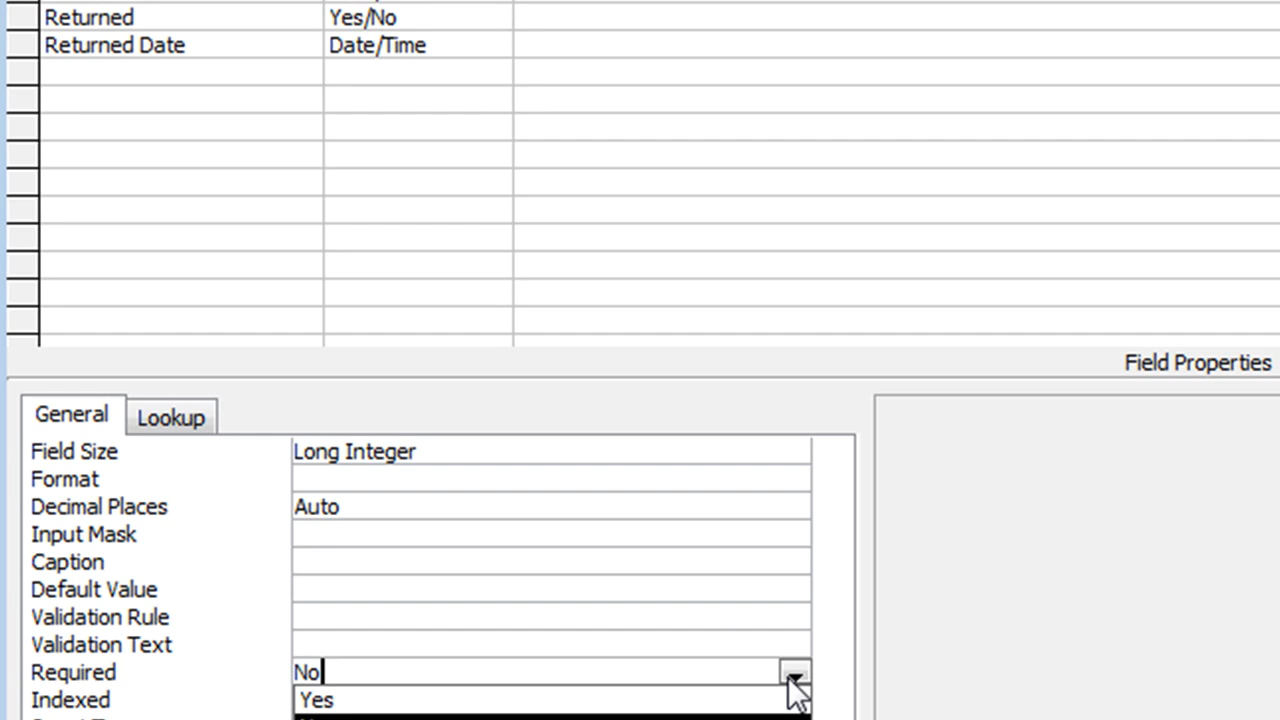 Returned Yes/No
Returned Date Date/Time
Field Properties
General Lookup
Field Size Long Integer
Format
Decimal Places Auto
Input Mask
Caption
Default Value
Validation Rule
Validation Text
Required No
Indexed Yes